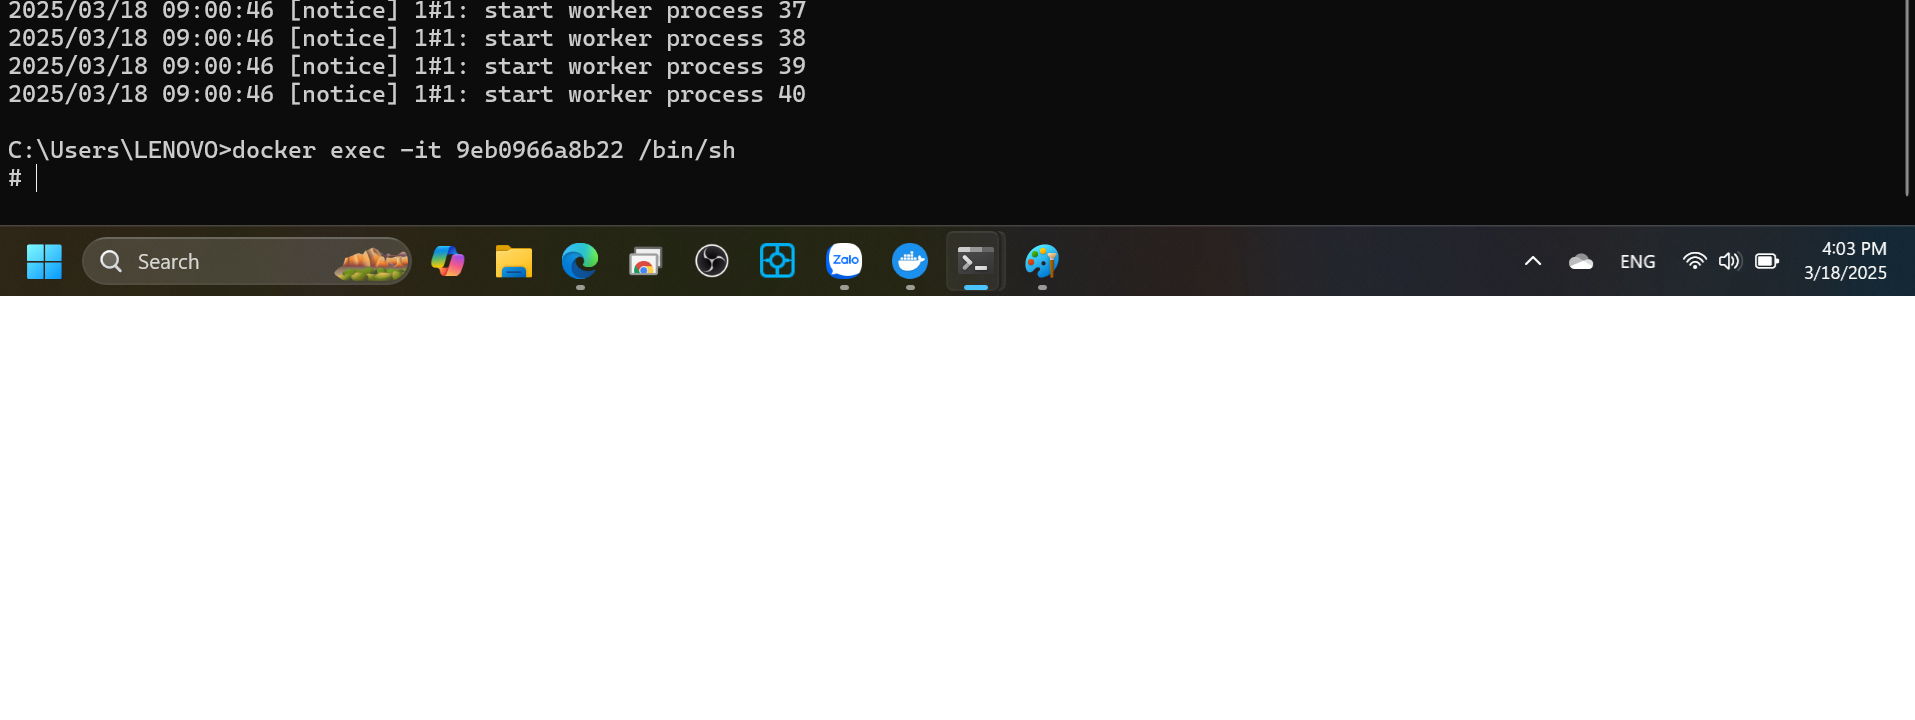 2025/03/18 09:00:46 [notice] 1#1: start worker process 37
2025/03/18 09:00:46 [notice] 1#1: start worker process 38
2025/03/18 09:00:46 [notice] 1#1: start worker process 39
2025/03/18 09:00:46 [notice] 1#1: start worker process 40
C:\Users\LENOVO>docker exec -it 9eb0966a8b22 /bin/sh
#
Search
Zalo
ENG
4:03 PM
3/18/2025